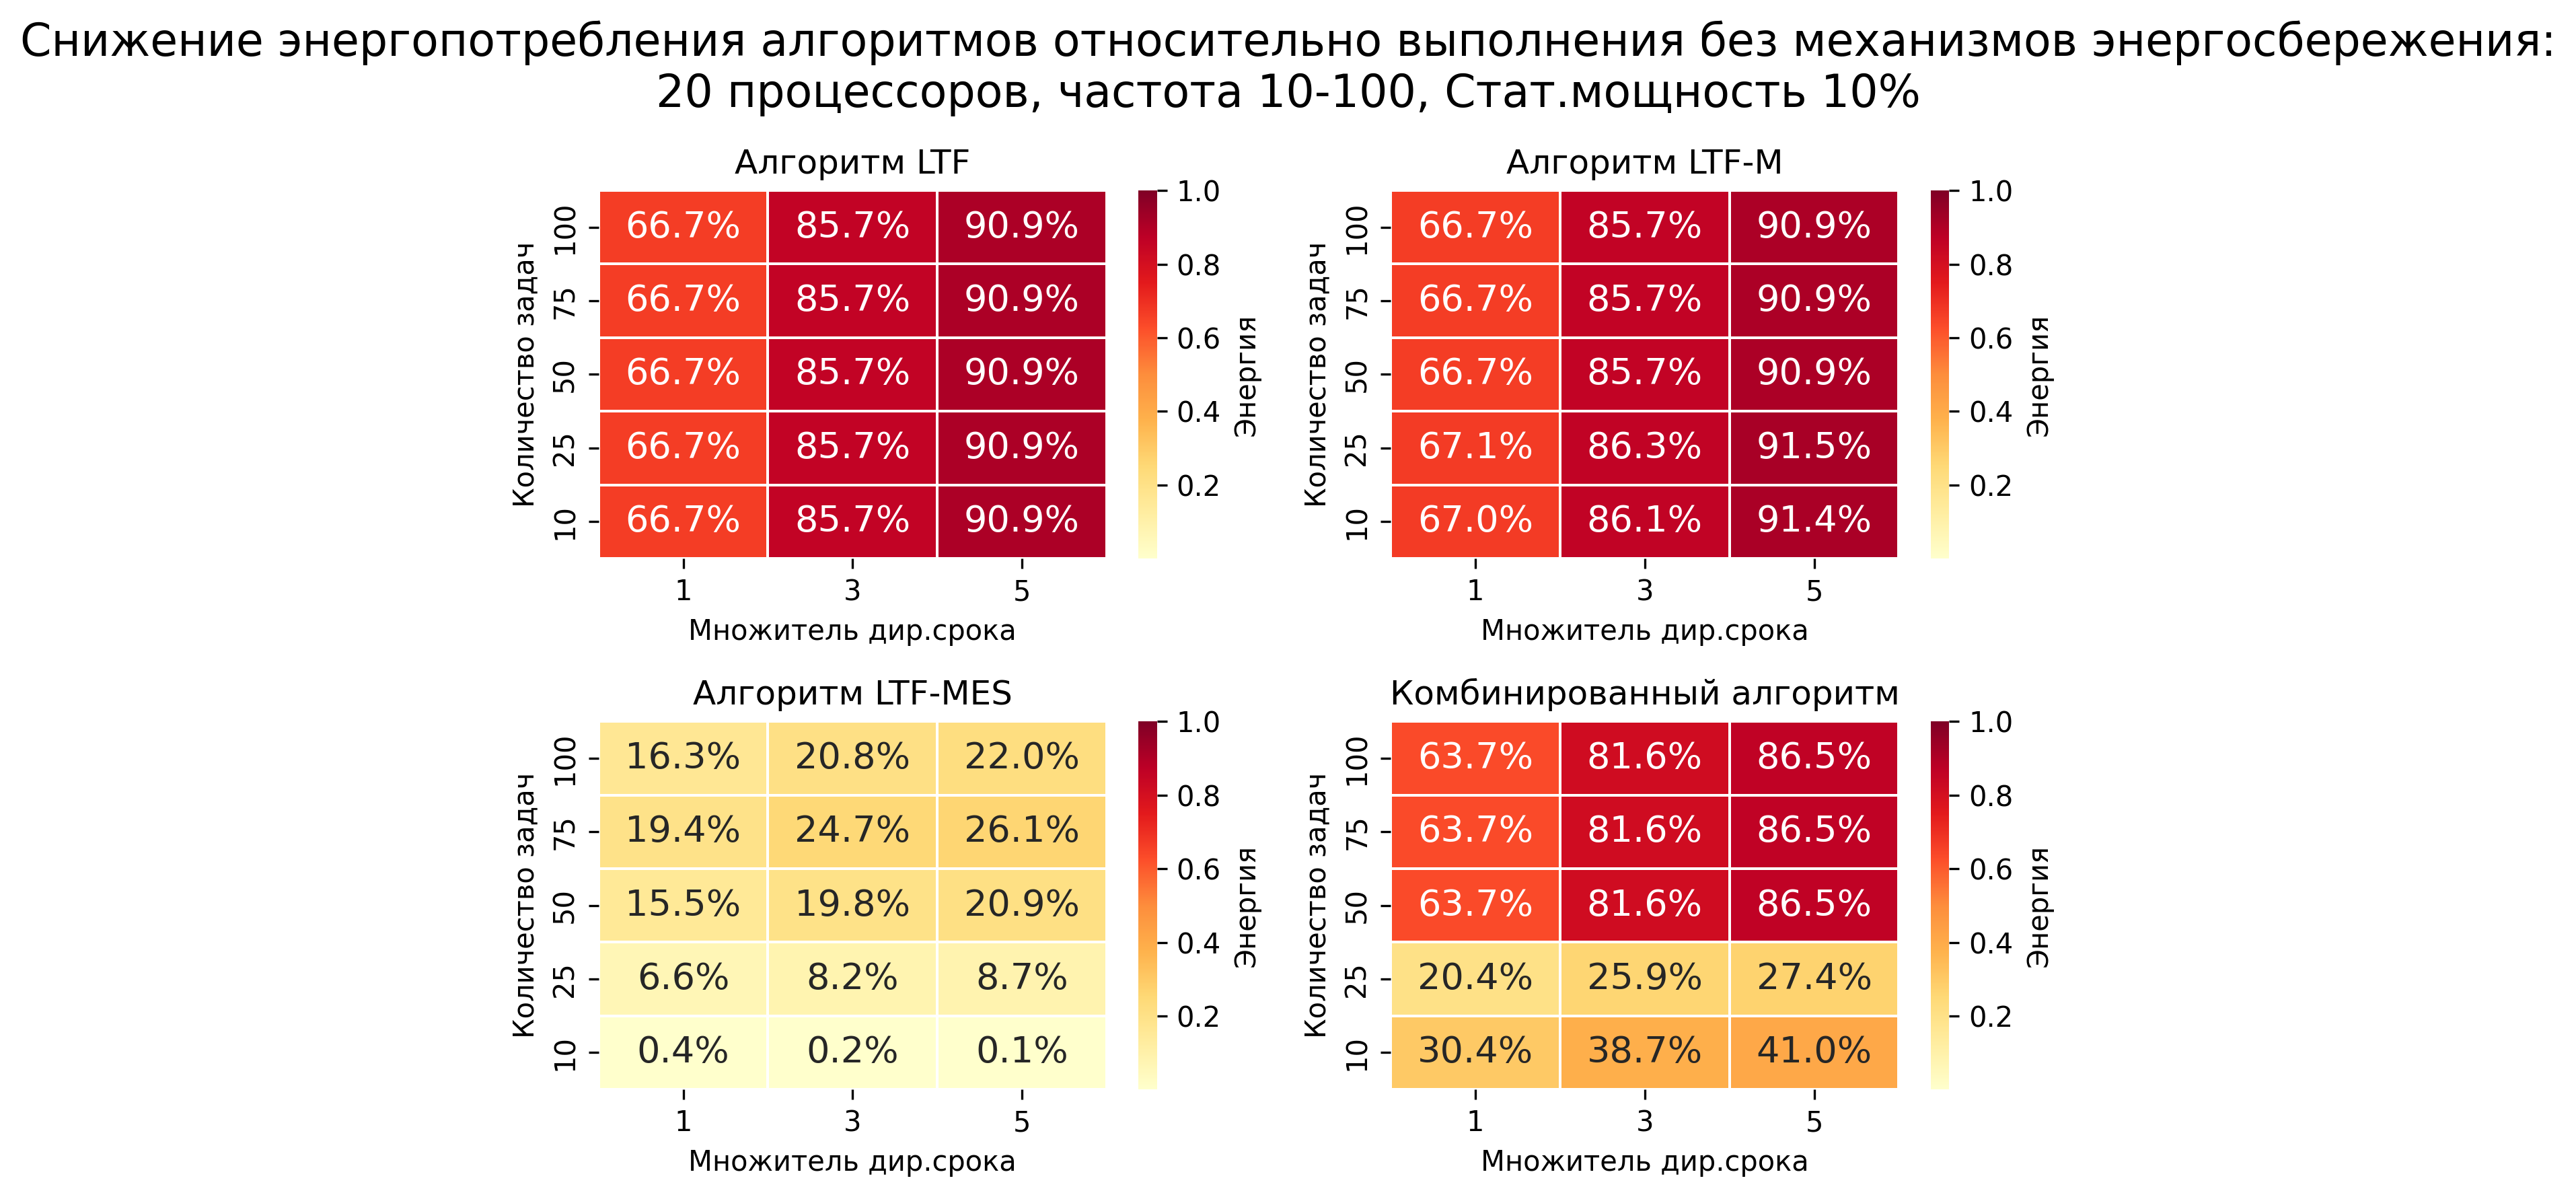 Снижение энергопотребления алгоритмов относительно выполнения без механизмов энергосбережения:
20 процессоров, частота 10-100, Стат.мощность 10%
Алгоритм LTF
Количество задач
100 66.7% 85.7% 90.9%
75 66.7% 85.7% 90.9%
50 66.7% 85.7% 90.9%
25 66.7% 85.7% 90.9%
10 66.7% 85.7% 90.9%
1 3 5
Множитель дир.срока
1.0
0.8
0.6
0.4
0.2
Энергия
Алгоритм LTF-M
Количество задач
100 66.7% 85.7% 90.9%
75 66.7% 85.7% 90.9%
50 66.7% 85.7% 90.9%
25 67.1% 86.3% 91.5%
10 67.0% 86.1% 91.4%
1 3 5
Множитель дир.срока
1.0
0.8
0.6
0.4
0.2
Энергия
Алгоритм LTF-MES
Количество задач
100 16.3% 20.8% 22.0%
75 19.4% 24.7% 26.1%
50 15.5% 19.8% 20.9%
25 6.6% 8.2% 8.7%
10 0.4% 0.2% 0.1%
1 3 5
Множитель дир.срока
1.0
0.8
0.6
0.4
0.2
Энергия
Комбинированный алгоритм
Количество задач
100 63.7% 81.6% 86.5%
75 63.7% 81.6% 86.5%
50 63.7% 81.6% 86.5%
25 20.4% 25.9% 27.4%
10 30.4% 38.7% 41.0%
1 3 5
Множитель дир.срока
1.0
0.8
0.6
0.4
0.2
Энергия